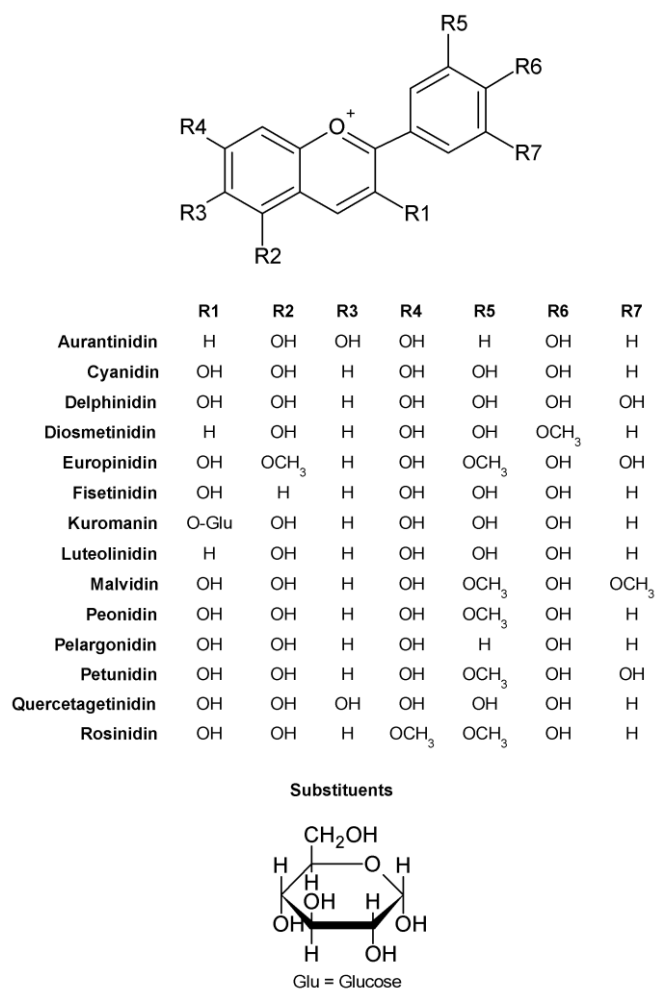 R5
R6
R4
O+
R7
R3
R1
R2
R1 R2 R3 R4 R5 R6 R7
Aurantinidin H OH OH OH H OH H
Cyanidin OH OH H OH OH OH H
Delphinidin OH OH H OH OH OH OH
Diosmetinidin H OH H OH OH OCH3 H
Europinidin OH OCH3 H OH OCH3 OH OH
Fisetinidin OH H H OH OH OH H
Kuromanin O-Glu OH H OH OH OH H
Luteolinidin H OH H OH OH OH H
Malvidin OH OH H OH OCH3 OH OCH3
Peonidin OH OH H OH OCH3 OH H
Pelargonidin OH OH H OH H OH H
Petunidin OH OH H OH OCH3 OH OH
Quercetagetinidin OH OH OH OH OH OH H
Rosinidin OH OH H OCH3 OCH3 OH H
Substituents
CH2OH
H O H
H
OH H
OH OH
H OH
Glu = Glucose